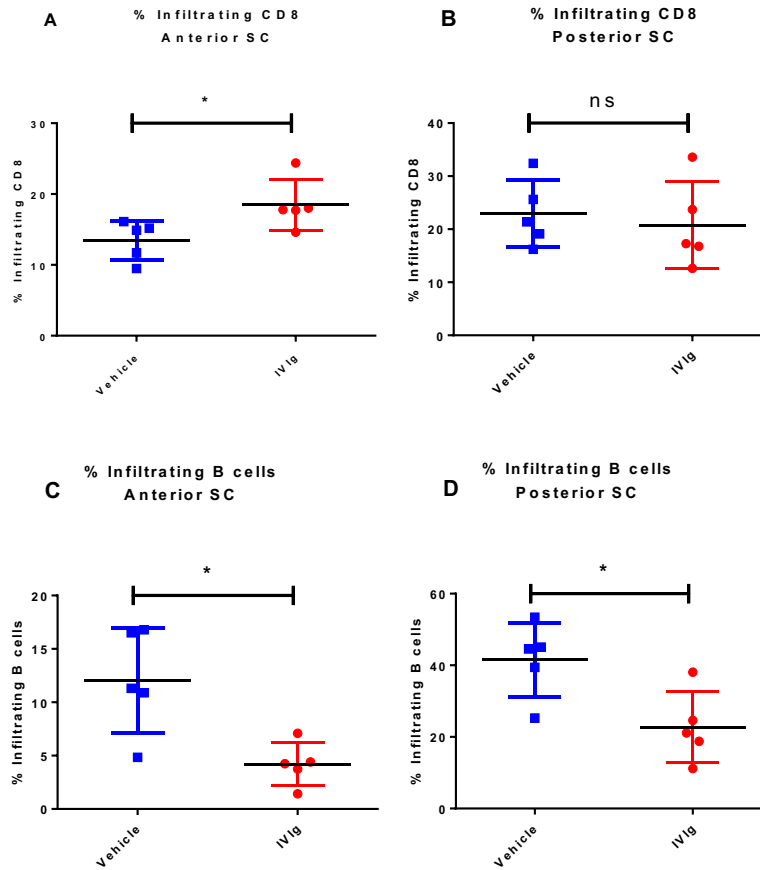 A
% Infiltrating CD8
Anterior SC
*
% Infiltrating CD8
30
20
10
0
Vehicle
IVIg
B
% Infiltrating CD8
Posterior SC
ns
% Infiltrating CD8
40
30
20
10
0
Vehicle
IVIg
C
% Infiltrating B cells
Anterior SC
*
% Infiltrating B cells
20
15
10
5
0
Vehicle
IVIg
D
% Infiltrating B cells
Posterior SC
*
% Infiltrating B cells
60
40
20
0
Vehicle
IVIg